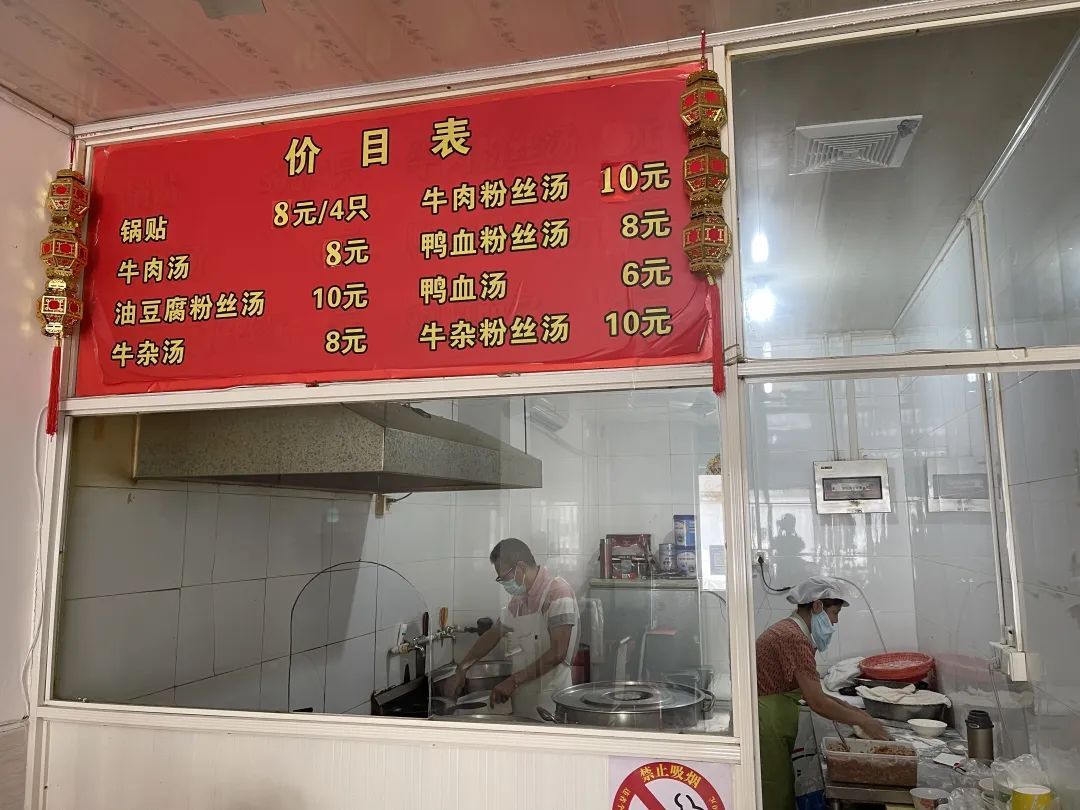 价目表
锅贴 8元/4只
牛肉汤 8元
油豆腐粉丝汤 10元
牛杂汤 8元
牛肉粉丝汤 10元
鸭血粉丝汤 8元
鸭血汤 6元
牛杂粉丝汤 10元
禁止吸烟